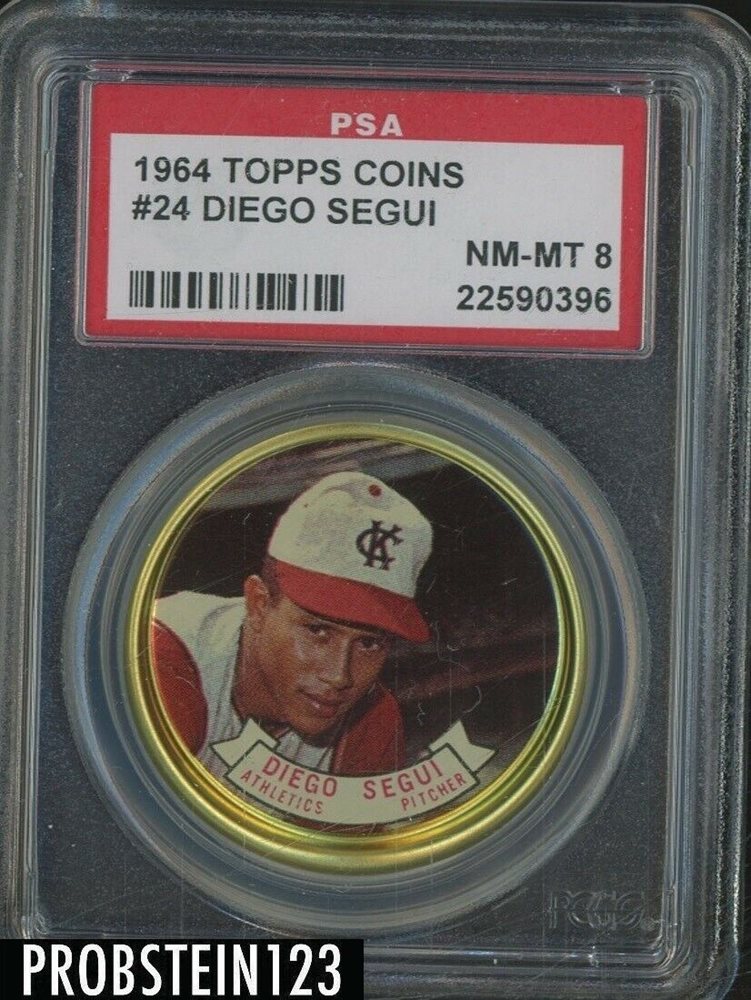 PSA
1964 TOPPS COINS
#24 DIEGO SEGUI
NM-MT 8
22590396
KC
DIEGO SEGUI
ATHLETICS PITCHER
PCGS
PROBSTEIN123